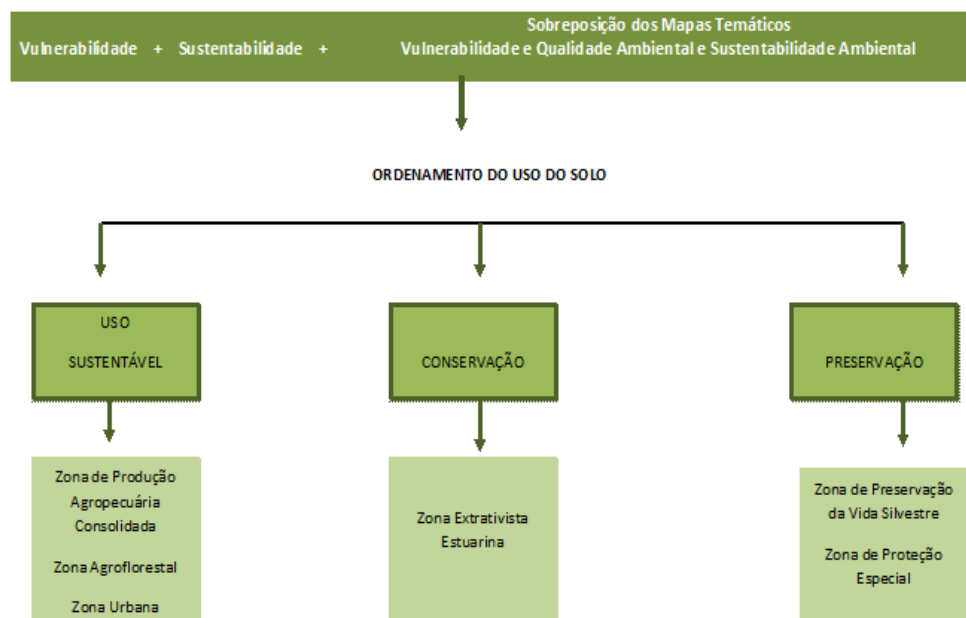 Sobreposição dos Mapas Temáticos
Vulnerabilidade + Sustentabilidade + Vulnerabilidade e Qualidade Ambiental e Sustentabilidade Ambiental
ORDENAMENTO DO USO DO SOLO
USO
SUSTENTÁVEL
CONSERVAÇÃO
PRESERVAÇÃO
Zona de Produção
Agropecuária
Consolidada
Zona Agroflorestal
Zona Urbana
Zona Extrativista
Estuarina
Zona de Preservação
da Vida Silvestre
Zona de Proteção
Especial